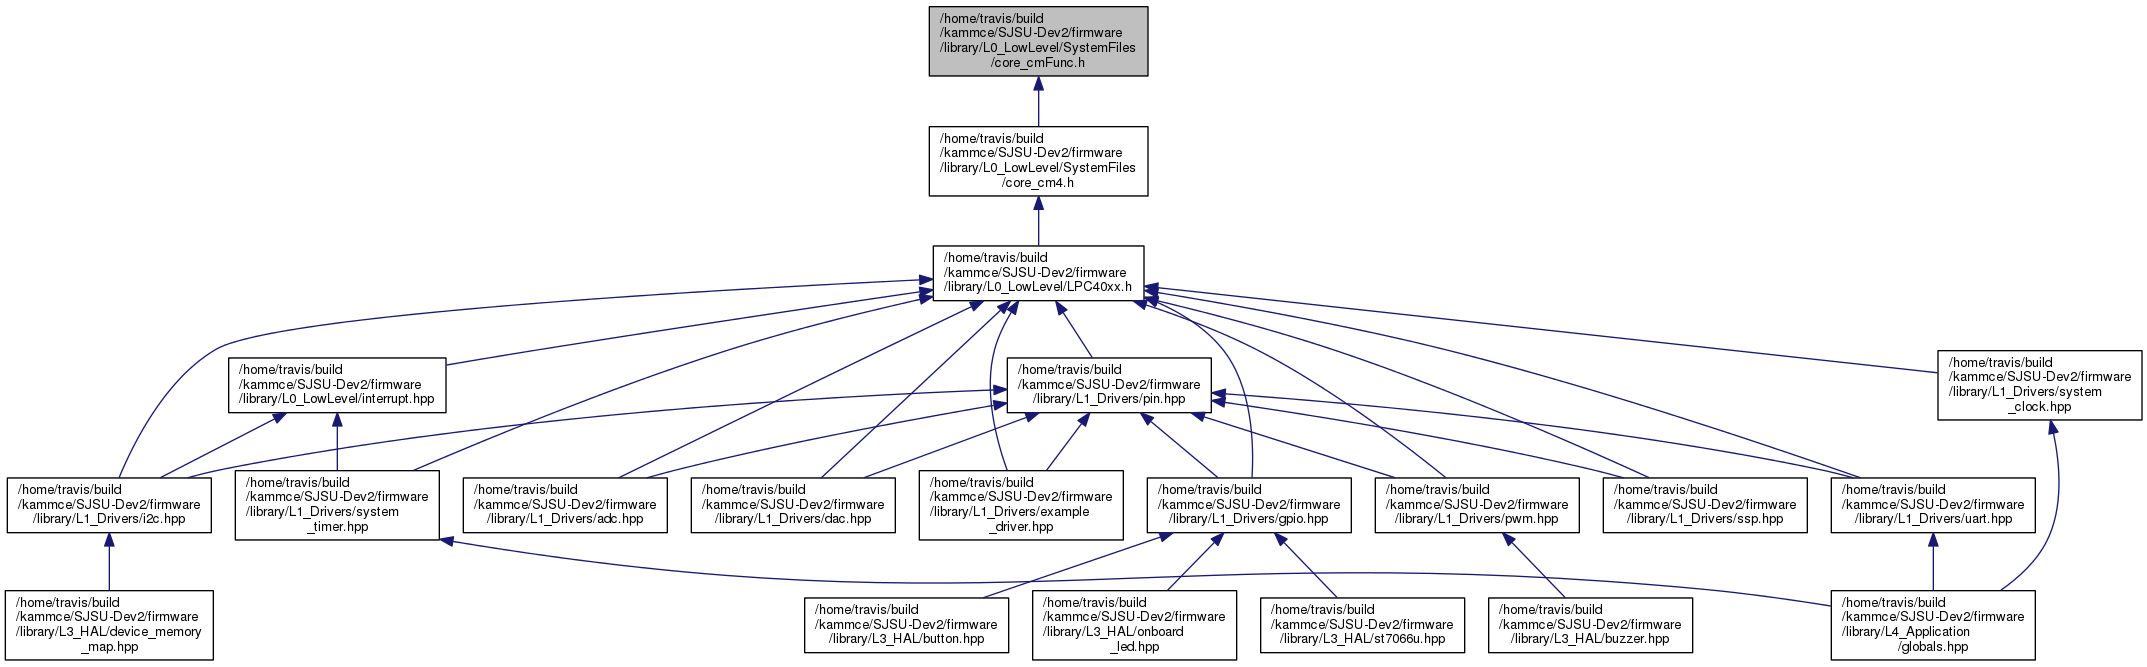 /home/travis/build
/kammce/SJSU-Dev2/firmware
/library/L0_LowLevel/SystemFiles
/core_cmFunc.h
/home/travis/build
/kammce/SJSU-Dev2/firmware
/library/L0_LowLevel/SystemFiles
/core_cm4.h
/home/travis/build
/kammce/SJSU-Dev2/firmware
/library/L0_LowLevel/LPC40xx.h
/home/travis/build
/kammce/SJSU-Dev2/firmware
/library/L0_LowLevel/interrupt.hpp
/home/travis/build
/kammce/SJSU-Dev2/firmware
/library/L1_Drivers/pin.hpp
/home/travis/build
/kammce/SJSU-Dev2/firmware
/library/L1_Drivers/system
_clock.hpp
/home/travis/build
/kammce/SJSU-Dev2/firmware
/library/L1_Drivers/i2c.hpp
/home/travis/build
/kammce/SJSU-Dev2/firmware
/library/L1_Drivers/system
_timer.hpp
/home/travis/build
/kammce/SJSU-Dev2/firmware
/library/L1_Drivers/adc.hpp
/home/travis/build
/kammce/SJSU-Dev2/firmware
/library/L1_Drivers/dac.hpp
/home/travis/build
/kammce/SJSU-Dev2/firmware
/library/L1_Drivers/example
_driver.hpp
/home/travis/build
/kammce/SJSU-Dev2/firmware
/library/L1_Drivers/gpio.hpp
/home/travis/build
/kammce/SJSU-Dev2/firmware
/library/L1_Drivers/pwm.hpp
/home/travis/build
/kammce/SJSU-Dev2/firmware
/library/L1_Drivers/ssp.hpp
/home/travis/build
/kammce/SJSU-Dev2/firmware
/library/L1_Drivers/uart.hpp
/home/travis/build
/kammce/SJSU-Dev2/firmware
/library/L3_HAL/device_memory
_map.hpp
/home/travis/build
/kammce/SJSU-Dev2/firmware
/library/L3_HAL/button.hpp
/home/travis/build
/kammce/SJSU-Dev2/firmware
/library/L3_HAL/onboard
_led.hpp
/home/travis/build
/kammce/SJSU-Dev2/firmware
/library/L3_HAL/st7066u.hpp
/home/travis/build
/kammce/SJSU-Dev2/firmware
/library/L3_HAL/buzzer.hpp
/home/travis/build
/kammce/SJSU-Dev2/firmware
/library/L4_Application
/globals.hpp